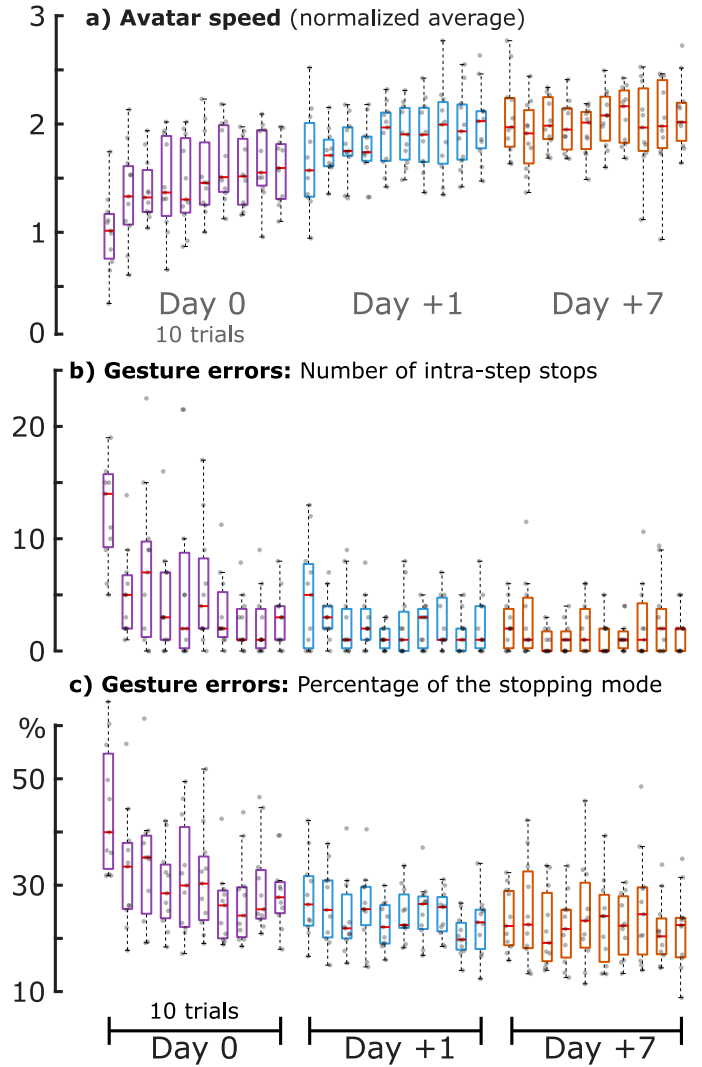 a) Avatar speed (normalized average)
3
2
1
0
Day 0
Day +1
Day +7
10 trials
b) Gesture errors: Number of intra-step stops
20
10
0
c) Gesture errors: Percentage of the stopping mode
%
50
30
10
10 trials
Day 0
Day +1
Day +7